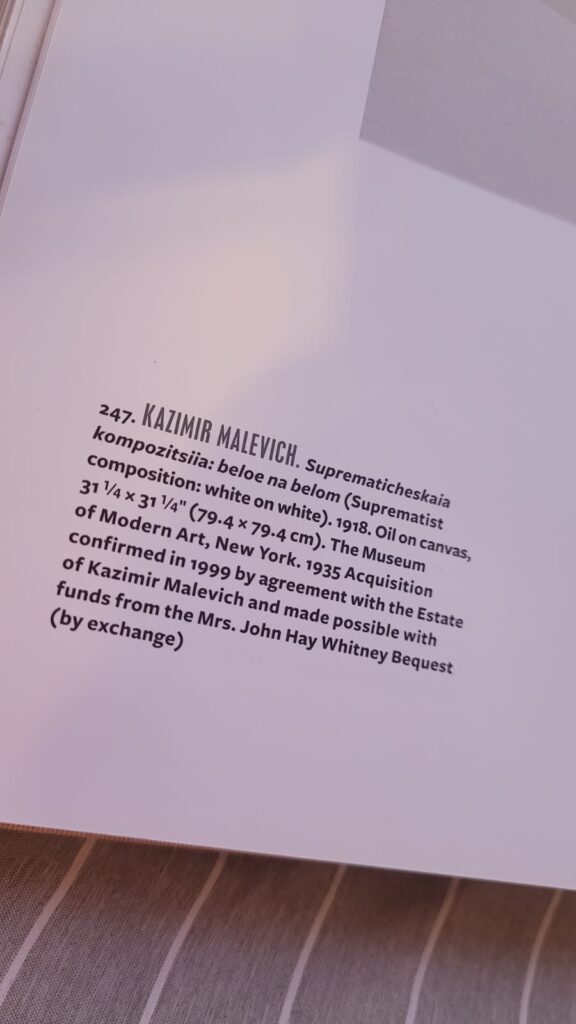 247. KAZIMIR MALEVICH. Suprematicheskaia
kompozitsiia: beloe na belom (Suprematist
composition: white on white). 1918. Oil on canvas,
31 ¼ × 31 ¼" (79.4 × 79.4 cm). The Museum
of Modern Art, New York. 1935 Acquisition
confirmed in 1999 by agreement with the Estate
of Kazimir Malevich and made possible with
funds from the Mrs. John Hay Whitney Bequest
(by exchange)